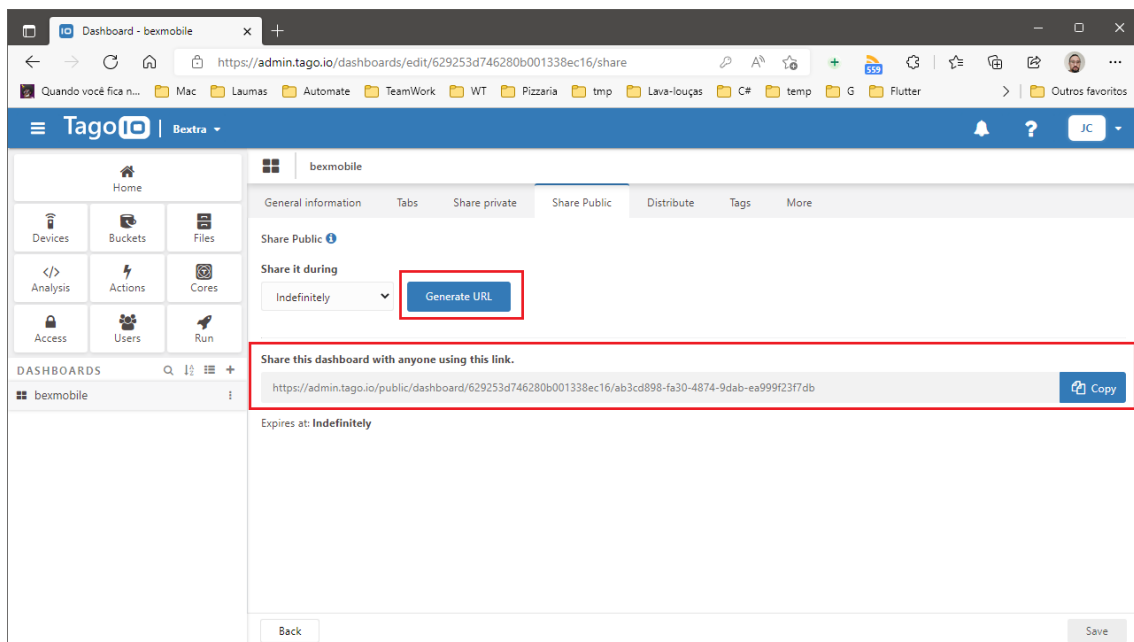 Dashboard - bexmobile
https://admin.tago.io/dashboards/edit/629253d746280b001338ec16/share
559
Quando você fica n... Mac Laumas Automate TeamWork WT Pizzaria tmp Lava-louças C# temp G Flutter Outros favoritos
TagoIO | Bextra
? JC
Home
Devices Buckets Files
Analysis Actions Cores
Access Users Run
DASHBOARDS
bexmobile
bexmobile
General information Tabs Share private Share Public Distribute Tags More
Share Public
Share it during
Indefinitely Generate URL
Share this dashboard with anyone using this link.
https://admin.tago.io/public/dashboard/629253d746280b001338ec16/ab3cd898-fa30-4874-9dab-ea999f23f7db Copy
Expires at: Indefinitely
Back Save